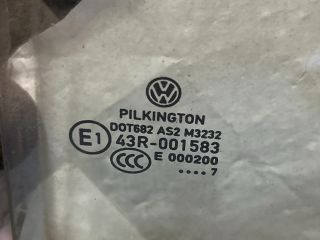 PILKINGTON
DOT682 AS2 M3232
E1 43R-001583
CCC E 000200
.... 7